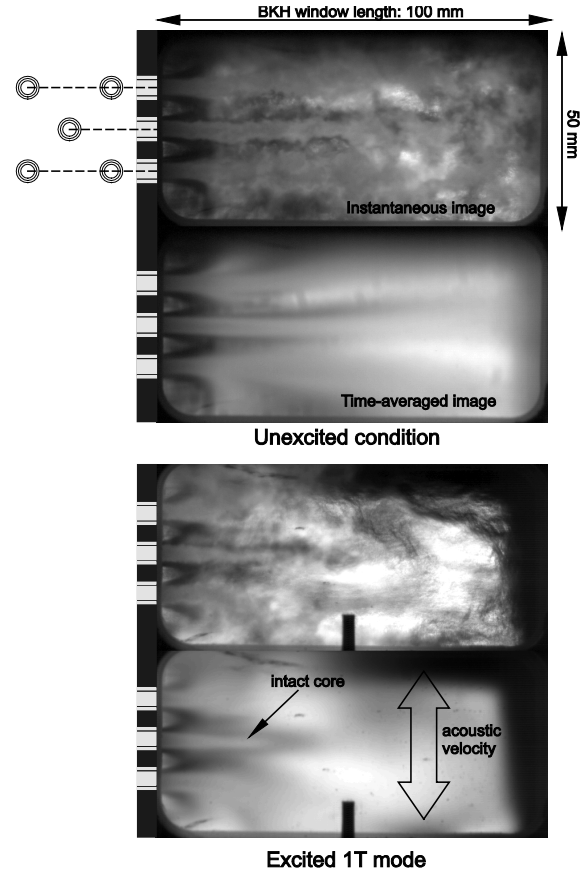 BKH window length: 100 mm
50 mm
Instantaneous image
Time-averaged image
Unexcited condition
intact core
acoustic
velocity
Excited 1T mode